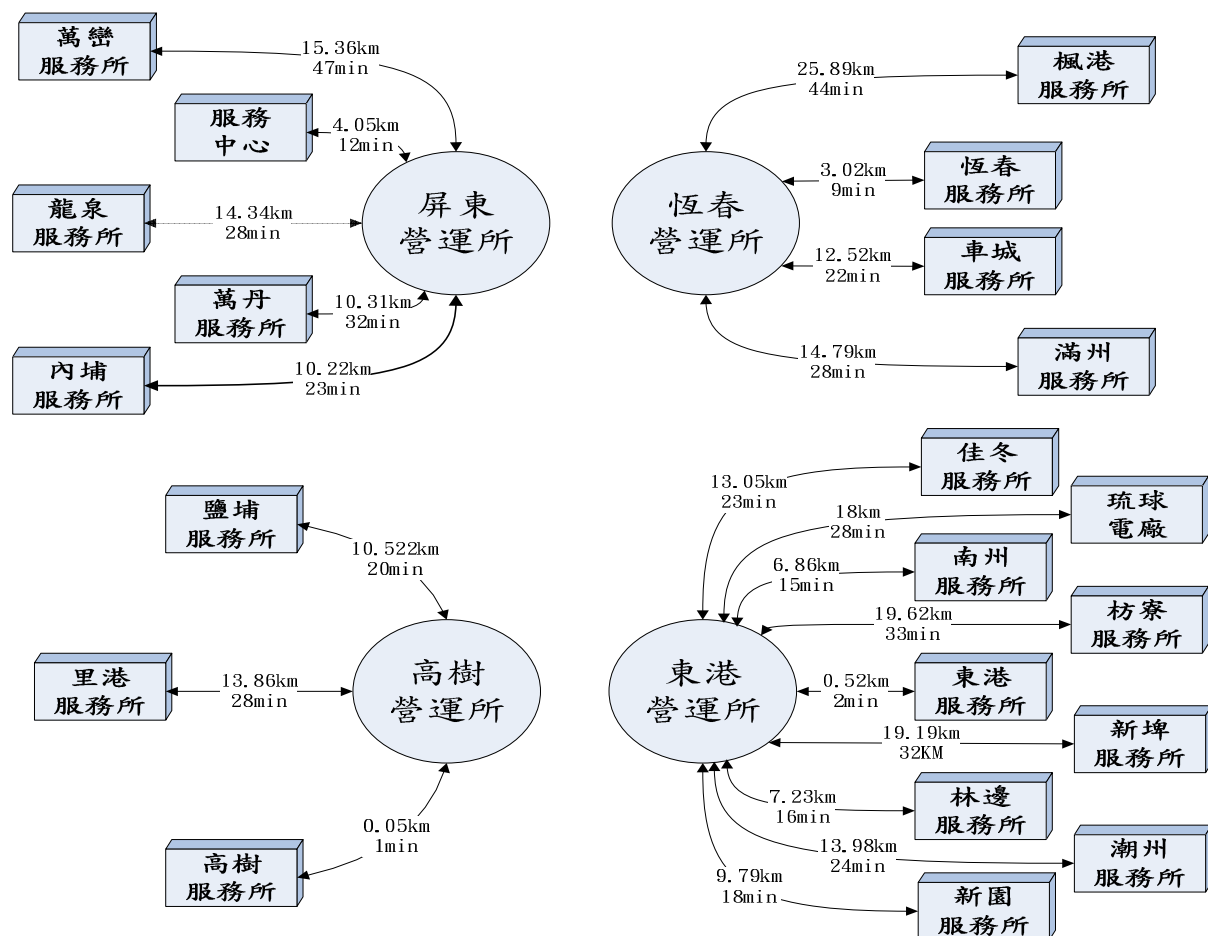 萬巒
服務所
15.36km
47min
服務
中心
4.05km
12min
龍泉
服務所
14.34km
28min
屏東
營運所
萬丹
服務所
10.31km
32min
內埔
服務所
10.22km
23min
楓港
服務所
25.89km
44min
恆春
營運所
3.02km
9min
恆春
服務所
12.52km
22min
車城
服務所
14.79km
28min
滿州
服務所
鹽埔
服務所
10.522km
20min
里港
服務所
13.86km
28min
高樹
營運所
0.05km
1min
高樹
服務所
佳冬
服務所
13.05km
23min
琉球
電廠
18km
28min
南州
服務所
6.86km
15min
枋寮
服務所
19.62km
33min
東港
營運所
0.52km
2min
東港
服務所
19.19km
32KM
新埤
服務所
7.23km
16min
林邊
服務所
13.98km
24min
潮州
服務所
9.79km
18min
新園
服務所